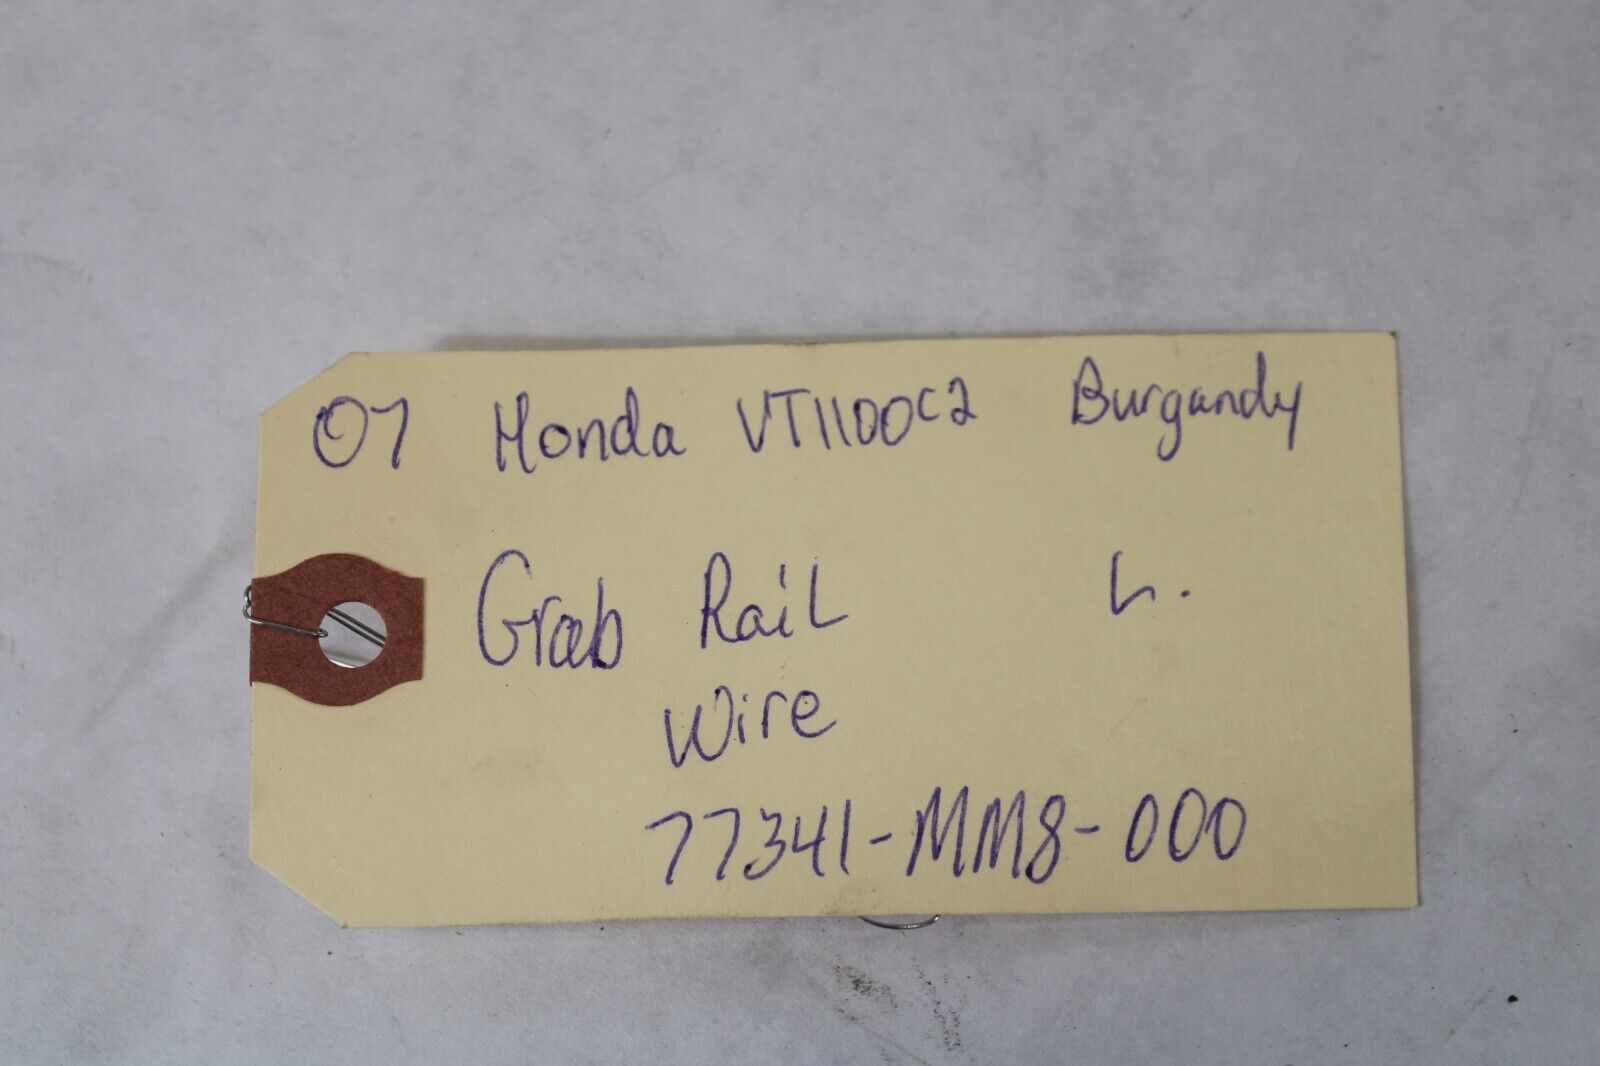 07 Honda VT1100C2 Burgandy
Grab Rail L.
Wire
77341-MM8-000